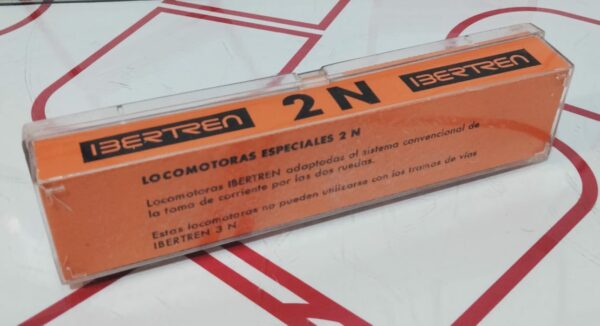 IBERTREN 2 N IBERTREN
LOCOMOTORAS ESPECIALES 2 N
Locomotoras IBERTREN adaptadas al sistema convencional de
la toma de corriente por las dos ruedas.
Estas locomotoras no pueden utilizarse con los tramos de vías
IBERTREN 3 N